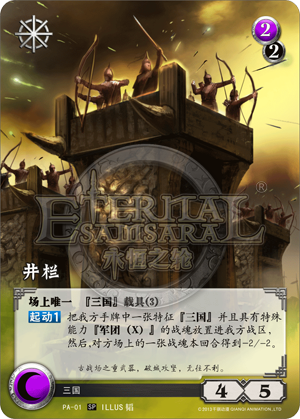 2
2
ETERNAL
SAMSARA
®
永恒之轮
井栏
场上唯一 『三国』载具(3)
起动1 把我方手牌中一张特征『三国』并且具有特殊
能力『军团(X)』的战魂放置进我方战区,
然后,对方场上的一张战魂本回合得到-2/-2。
古战场之重武器,破城攻坚,无往不利。
三国
PA-01 SP ILLUS 韬
4 5